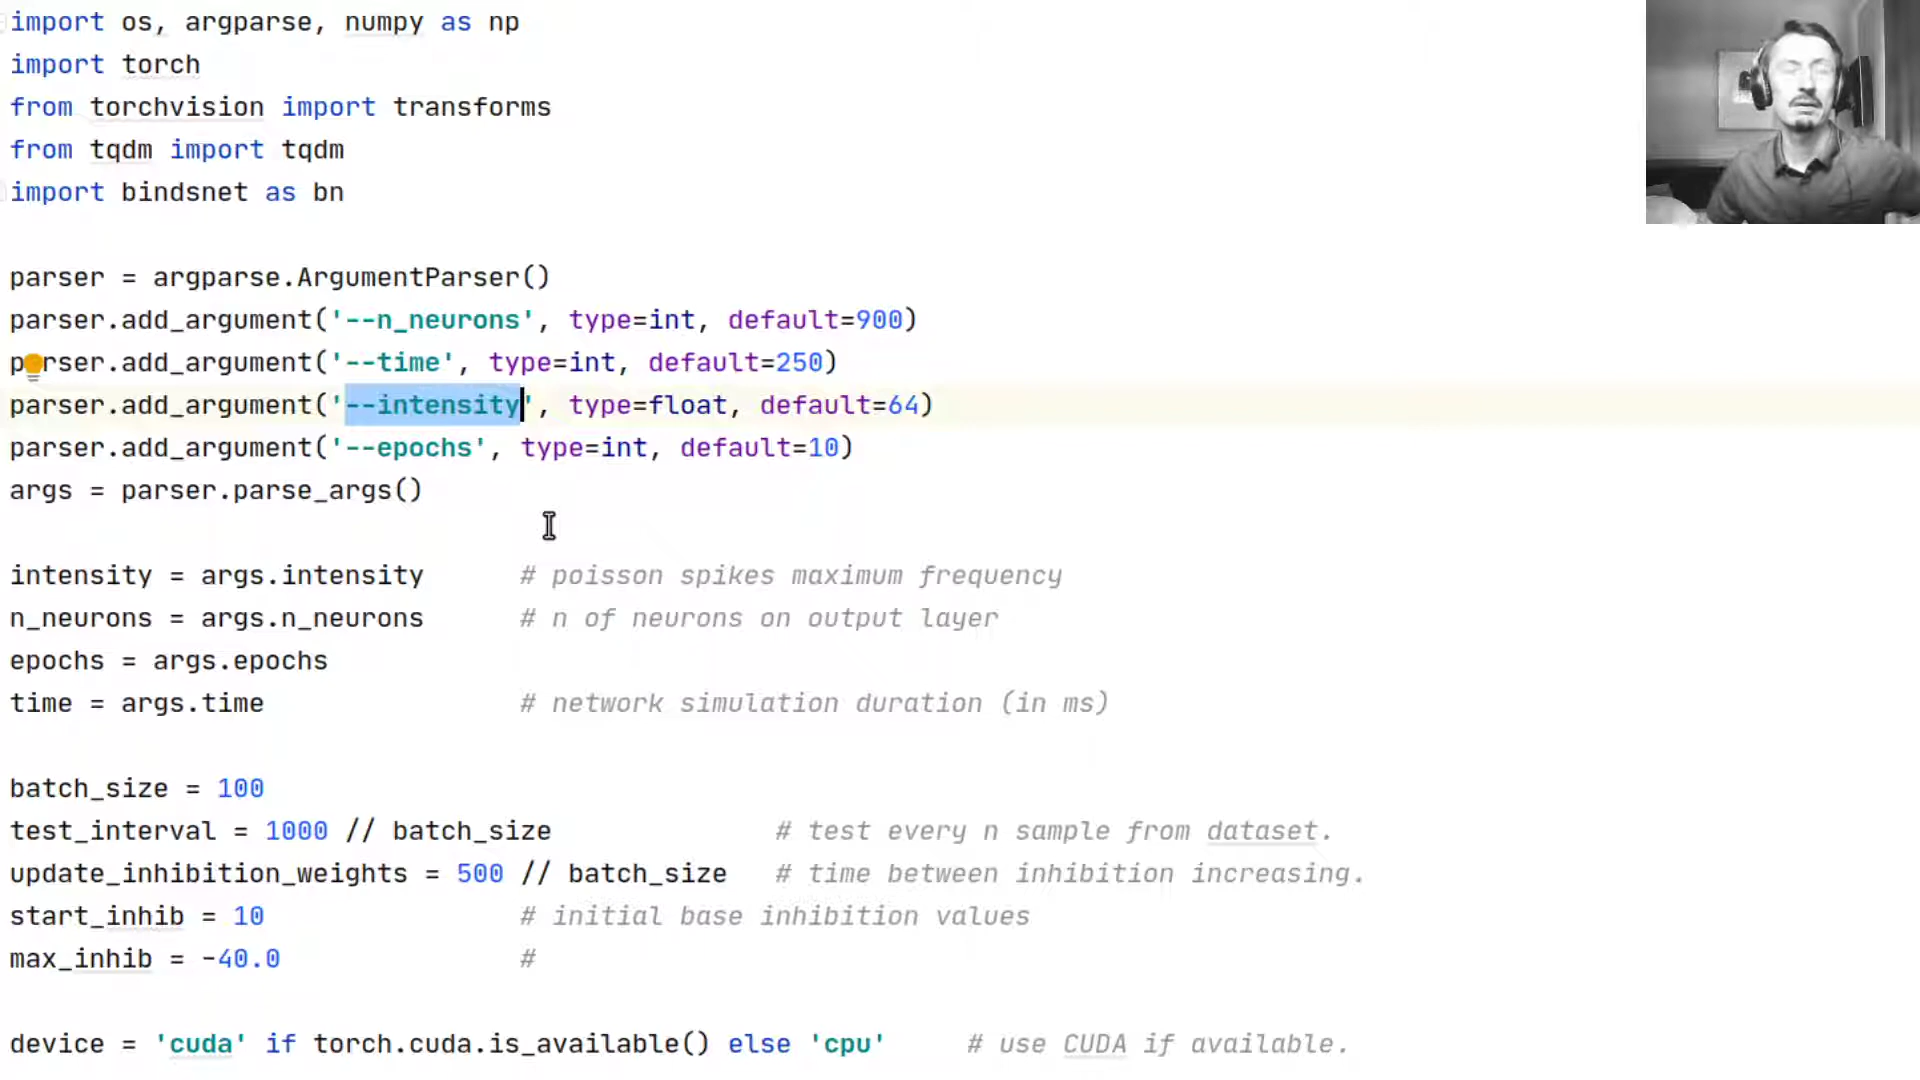 import os, argparse, numpy as np
import torch
from torchvision import transforms
from tqdm import tqdm
import bindsnet as bn
parser = argparse.ArgumentParser()
parser.add_argument('--n_neurons', type=int, default=900)
parser.add_argument('--time', type=int, default=250)
parser.add_argument('--intensity', type=float, default=64)
parser.add_argument('--epochs', type=int, default=10)
args = parser.parse_args()
intensity = args.intensity      # poisson spikes maximum frequency
n_neurons = args.n_neurons      # n of neurons on output layer
epochs = args.epochs
time = args.time                # network simulation duration (in ms)
batch_size = 100
test_interval = 1000 // batch_size              # test every n sample from dataset.
update_inhibition_weights = 500 // batch_size   # time between inhibition increasing.
start_inhib = 10                # initial base inhibition values
max_inhib = -40.0               #
device = 'cuda' if torch.cuda.is_available() else 'cpu'     # use CUDA if available.